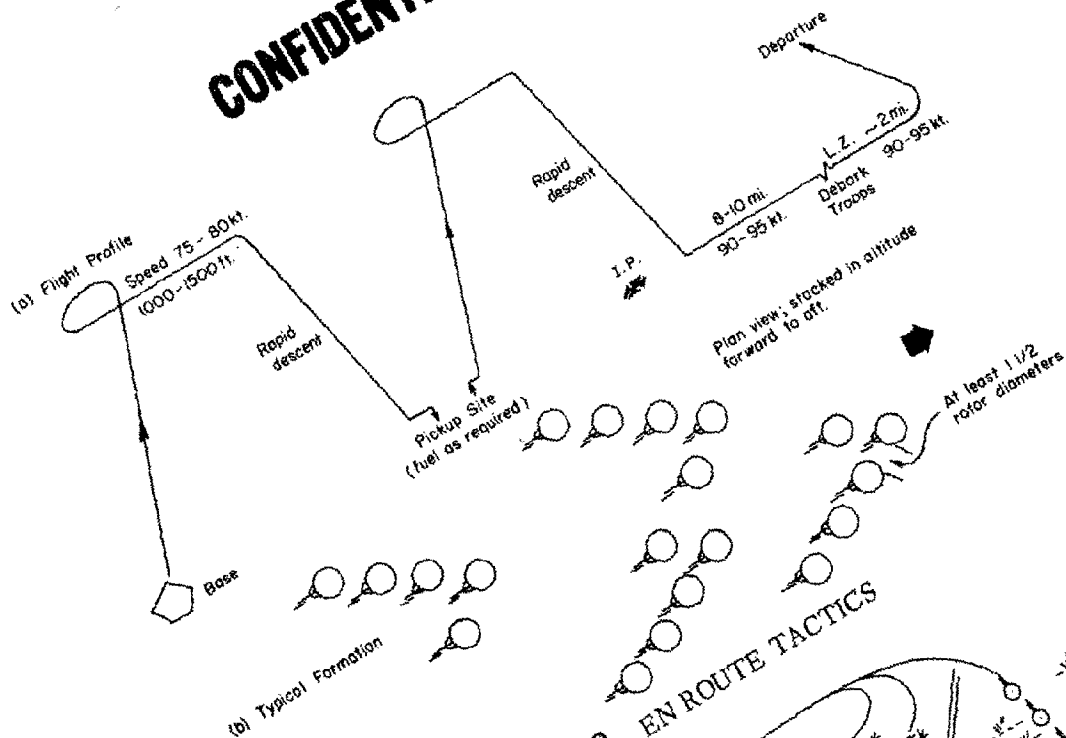 CONFIDENT
(a) Flight Profile
Speed 75 - 80 kt.
1000 - 1500 ft.
Rapid
descent
Base
Pickup Site
(fuel as required)
Rapid
descent
I.P.
8-10 mi.
90-95 kt.
L.Z. ~2 mi.
Debark
Troops
90-95 kt.
Departure
Plan view; stacked in altitude
forward to aft.
At least 1 1/2
rotor diameters
(b) Typical Formation
EN ROUTE TACTICS